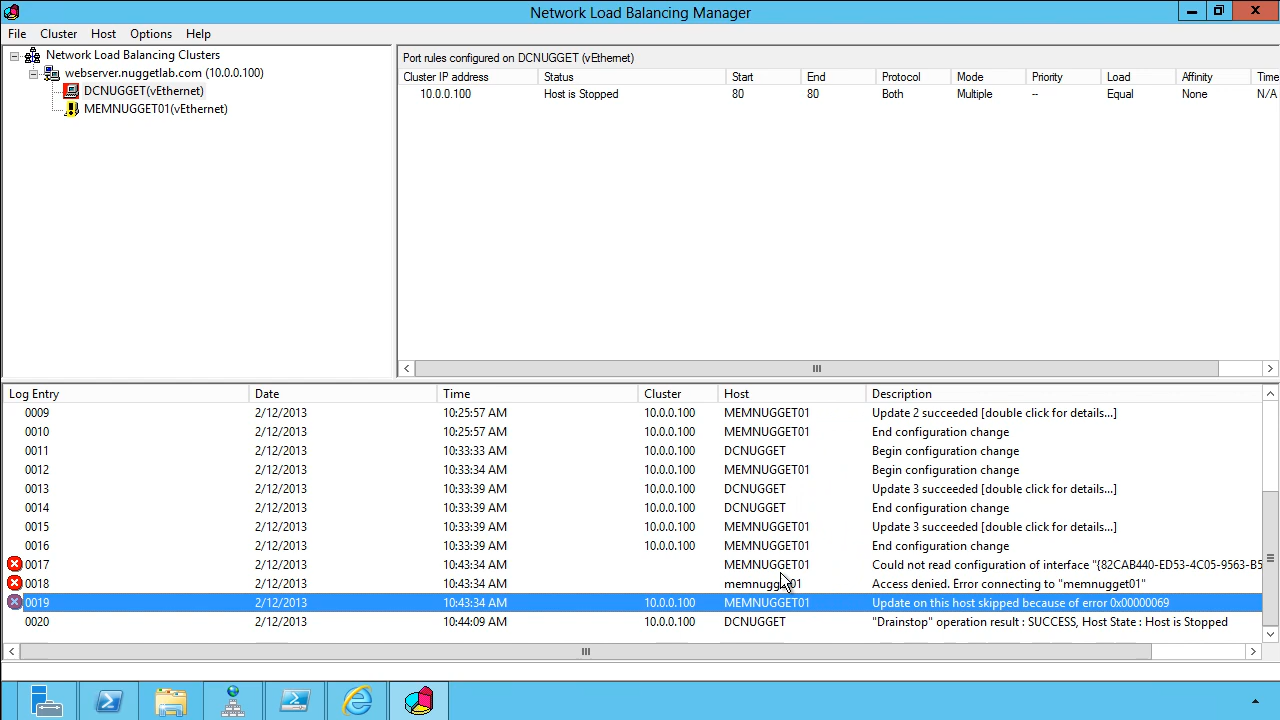 Network Load Balancing Manager
File Cluster Host Options Help
Network Load Balancing Clusters
webserver.nuggetlab.com (10.0.0.100)
DCNUGGET(vEthernet)
MEMNUGGET01(vEthernet)
Port rules configured on DCNUGGET (vEthernet)
Cluster IP address Status Start End Protocol Mode Priority Load Affinity Time
10.0.0.100 Host is Stopped 80 80 Both Multiple -- Equal None N/A
Log Entry Date Time Cluster Host Description
0009 2/12/2013 10:25:57 AM 10.0.0.100 MEMNUGGET01 Update 2 succeeded [double click for details...]
0010 2/12/2013 10:25:57 AM 10.0.0.100 MEMNUGGET01 End configuration change
0011 2/12/2013 10:33:33 AM 10.0.0.100 DCNUGGET Begin configuration change
0012 2/12/2013 10:33:34 AM 10.0.0.100 MEMNUGGET01 Begin configuration change
0013 2/12/2013 10:33:39 AM 10.0.0.100 DCNUGGET Update 3 succeeded [double click for details...]
0014 2/12/2013 10:33:39 AM 10.0.0.100 DCNUGGET End configuration change
0015 2/12/2013 10:33:39 AM 10.0.0.100 MEMNUGGET01 Update 3 succeeded [double click for details...]
0016 2/12/2013 10:33:39 AM 10.0.0.100 MEMNUGGET01 End configuration change
0017 2/12/2013 10:43:34 AM MEMNUGGET01 Could not read configuration of interface "{82CAB440-ED53-4C05-9563-B5
0018 2/12/2013 10:43:34 AM memnugget01 Access denied. Error connecting to "memnugget01"
0019 2/12/2013 10:43:34 AM 10.0.0.100 MEMNUGGET01 Update on this host skipped because of error 0x00000069
0020 2/12/2013 10:44:09 AM 10.0.0.100 DCNUGGET "Drainstop" operation result : SUCCESS, Host State : Host is Stopped